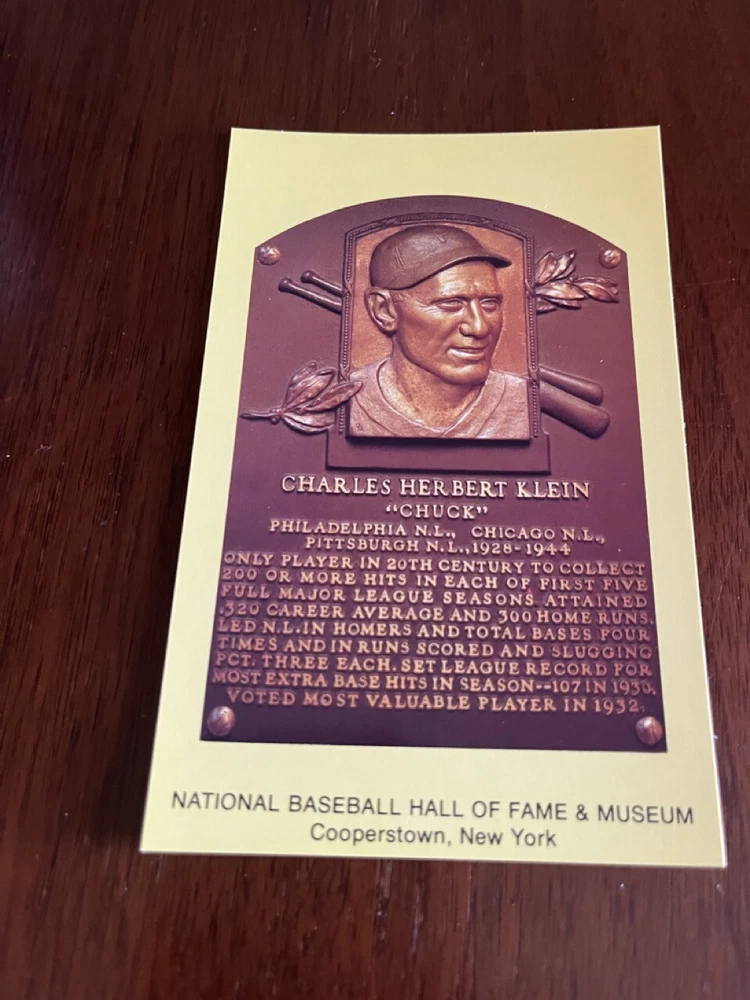 CHARLES HERBERT KLEIN
"CHUCK"
PHILADELPHIA N.L., CHICAGO N.L.,
PITTSBURGH N.L., 1928-1944
ONLY PLAYER IN 20TH CENTURY TO COLLECT
200 OR MORE HITS IN EACH OF FIRST FIVE
FULL MAJOR LEAGUE SEASONS. ATTAINED
.320 CAREER AVERAGE AND 300 HOME RUNS.
LED N.L. IN HOMERS AND TOTAL BASES FOUR
TIMES AND IN RUNS SCORED AND SLUGGING
PCT. THREE EACH. SET LEAGUE RECORD FOR
MOST EXTRA BASE HITS IN SEASON--107 IN 1930.
VOTED MOST VALUABLE PLAYER IN 1932.
NATIONAL BASEBALL HALL OF FAME & MUSEUM
Cooperstown, New York